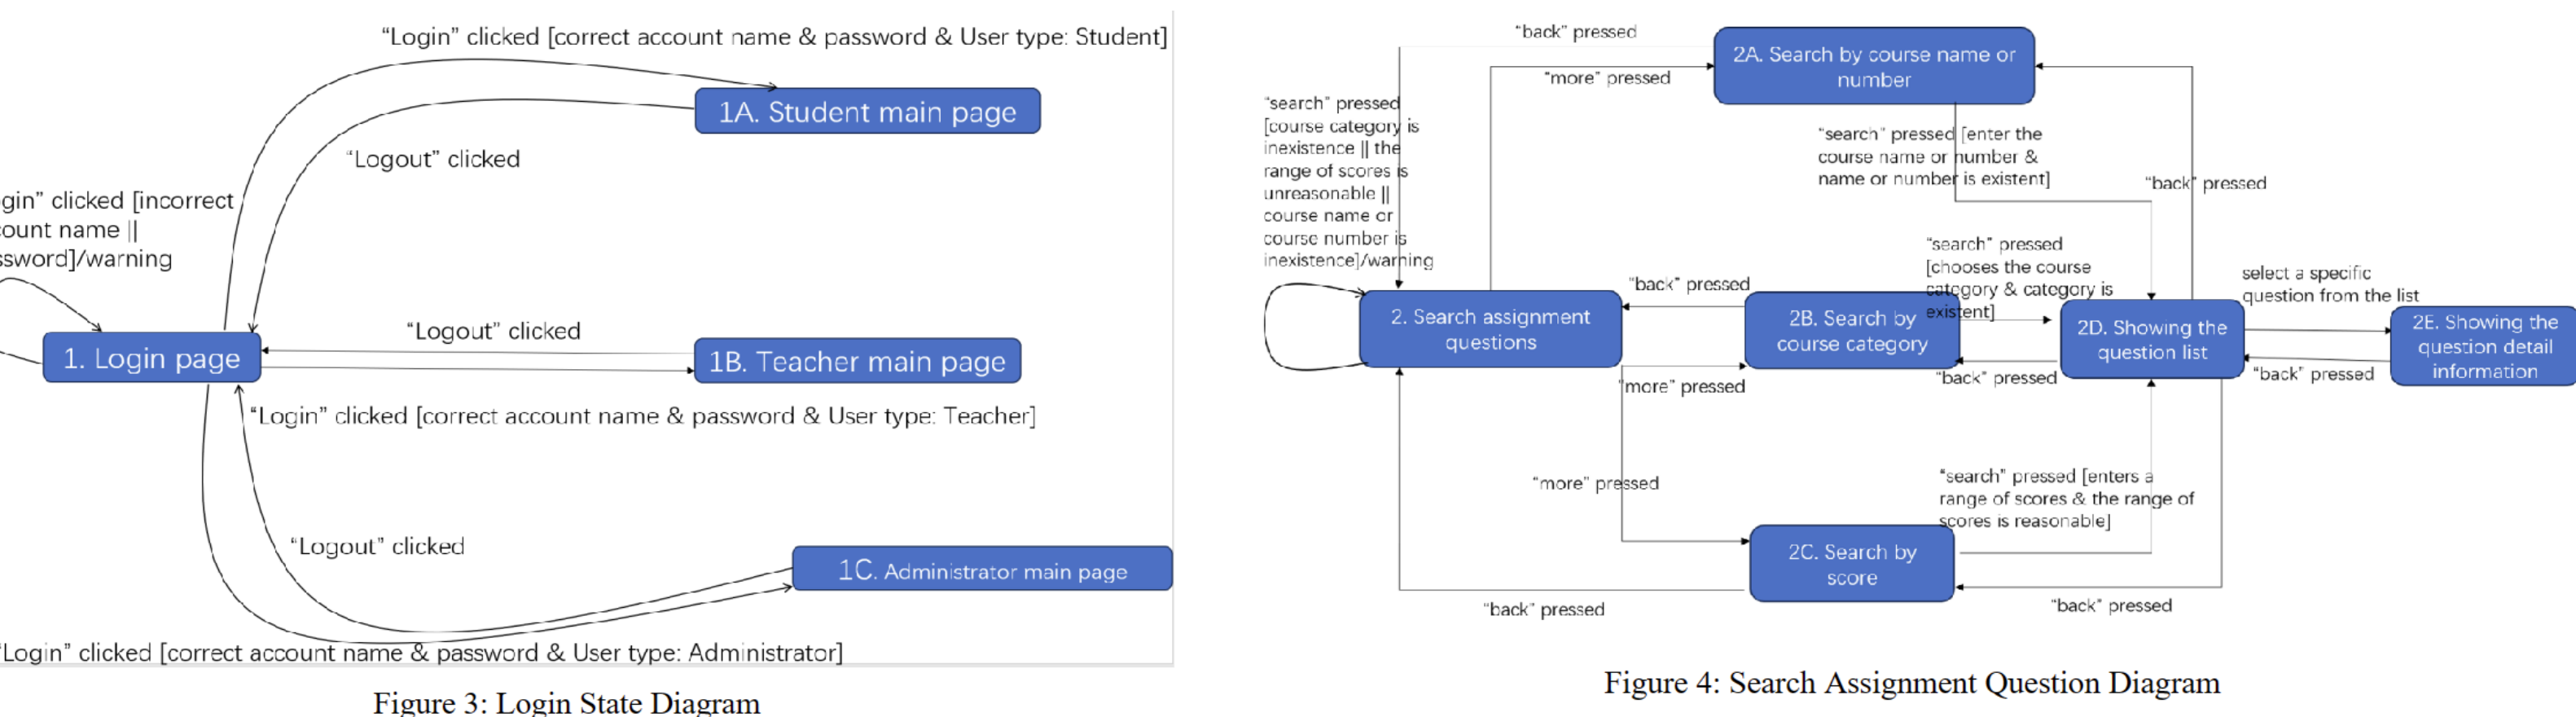 “Login” clicked [correct account name & password & User type: Student]
1A. Student main page
“Logout” clicked
gin” clicked [incorrect
count name ||
ssword]/warning
“Logout” clicked
1. Login page
1B. Teacher main page
“Login” clicked [correct account name & password & User type: Teacher]
“Logout” clicked
1C. Administrator main page
“Login” clicked [correct account name & password & User type: Administrator]
Figure 3: Login State Diagram
“back” pressed
2A. Search by course name or
number
“more” pressed
“search” pressed
[course category is
inexistence || the
range of scores is
unreasonable ||
course name or
course number is
inexistence]/warning
“search” pressed [enter the
course name or number &
name or number is existent]
“back” pressed
“search” pressed
[chooses the course
category & category is
existent]
“back” pressed
select a specific
question from the list
2. Search assignment
questions
2B. Search by
course category
2D. Showing the
question list
2E. Showing the
question detail
information
“more” pressed
“back” pressed
“back” pressed
“more” pressed
“search” pressed [enters a
range of scores & the range of
scores is reasonable]
2C. Search by
score
“back” pressed
“back” pressed
Figure 4: Search Assignment Question Diagram